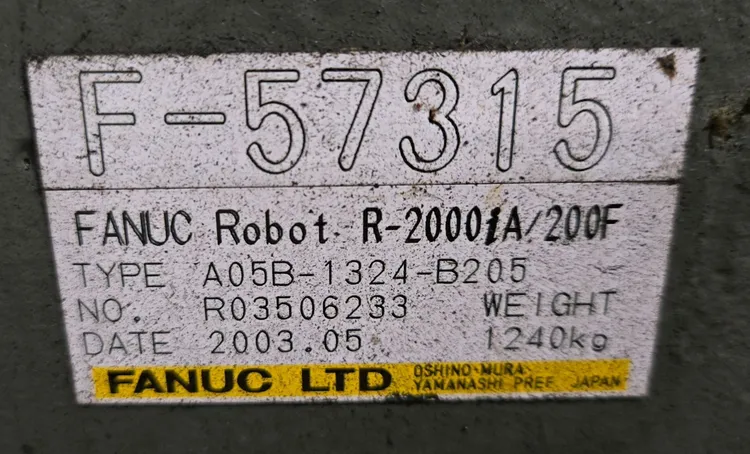 F-57315
FANUC Robot R-2000iA/200F
TYPE A05B-1324-B205
NO. R03506233 WEIGHT
DATE 2003.05 1240kg
FANUC LTD OSHINO-MURA
YAMANASHI PREF. JAPAN